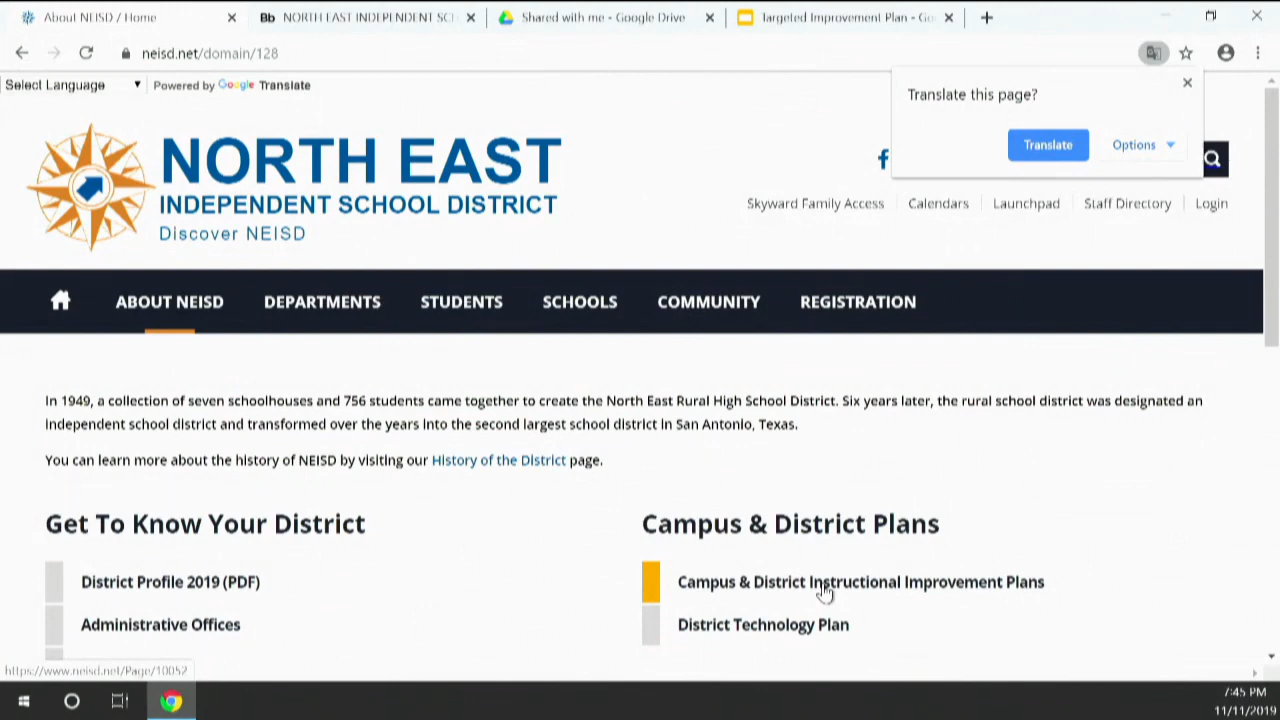 About NEISD / Home
Bb NORTH EAST INDEPENDENT SCH
Shared with me - Google Drive
Targeted Improvement Plan - Go
neisd.net/domain/128
Select Language
Powered by Google Translate
Translate this page?
Translate
Options
NORTH EAST
INDEPENDENT SCHOOL DISTRICT
Discover NEISD
Skyward Family Access
Calendars
Launchpad
Staff Directory
Login
ABOUT NEISD
DEPARTMENTS
STUDENTS
SCHOOLS
COMMUNITY
REGISTRATION
In 1949, a collection of seven schoolhouses and 756 students came together to create the North East Rural High School District. Six years later, the rural school district was designated an
independent school district and transformed over the years into the second largest school district in San Antonio, Texas.
You can learn more about the history of NEISD by visiting our History of the District page.
Get To Know Your District
Campus & District Plans
District Profile 2019 (PDF)
Campus & District Instructional Improvement Plans
Administrative Offices
District Technology Plan
https://www.neisd.net/Page/10052
7:45 PM
11/11/2019